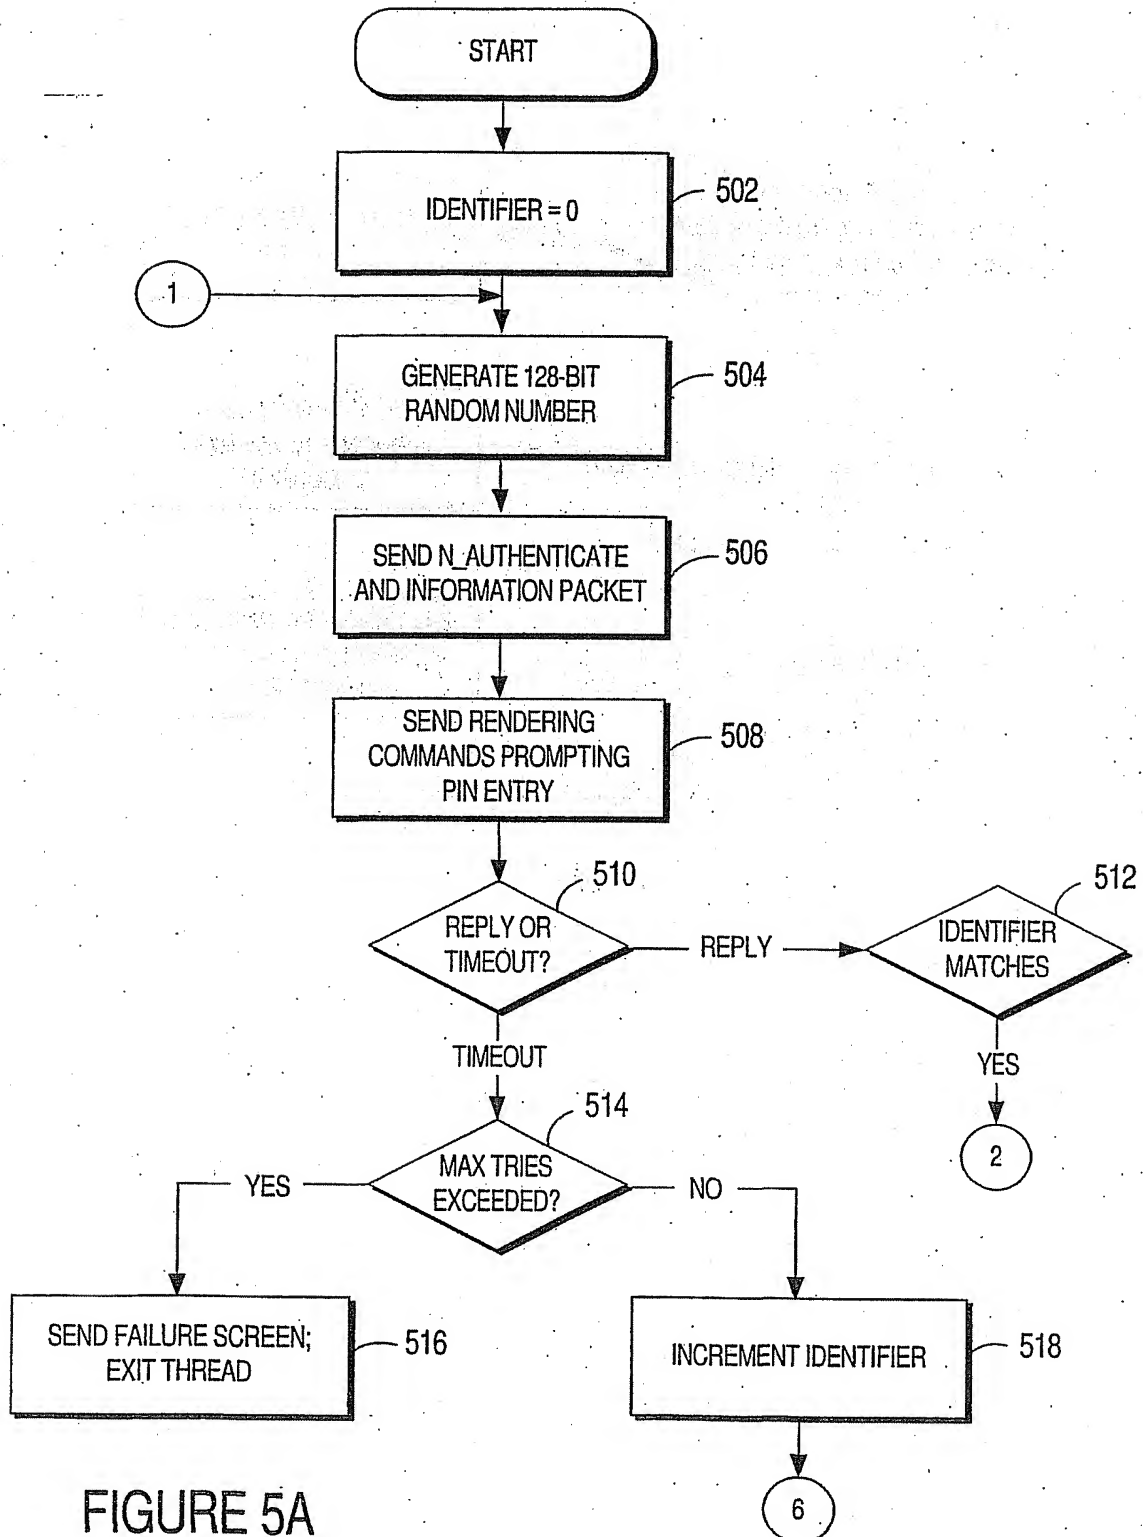 START
IDENTIFIER = 0
502
1
GENERATE 128-BIT
RANDOM NUMBER
504
SEND N_AUTHENTICATE
AND INFORMATION PACKET
506
SEND RENDERING
COMMANDS PROMPTING
PIN ENTRY
508
REPLY OR
TIMEOUT?
510
REPLY
IDENTIFIER
MATCHES
512
TIMEOUT
YES
2
MAX TRIES
EXCEEDED?
514
YES
NO
SEND FAILURE SCREEN;
EXIT THREAD
516
INCREMENT IDENTIFIER
518
6
FIGURE 5A